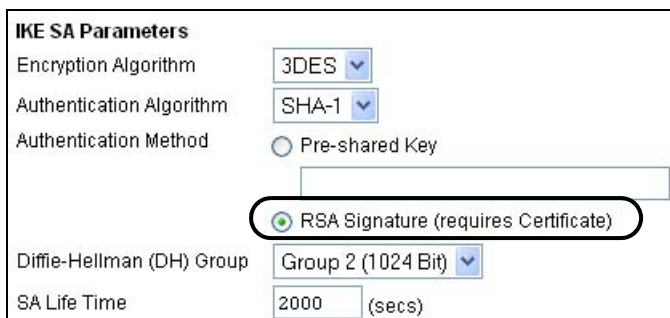 IKE SA Parameters
Encryption Algorithm 3DES
Authentication Algorithm SHA-1
Authentication Method Pre-shared Key
RSA Signature (requires Certificate)
Diffie-Hellman (DH) Group Group 2 (1024 Bit)
SA Life Time 2000 (secs)